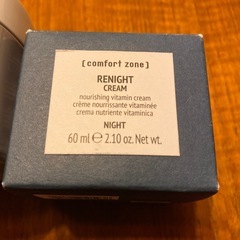 [ comfort zone ]
RENIGHT
CREAM
nourishing vitamin cream
crème nourrissante vitaminée
crema nutriente vitaminica
NIGHT
60 ml ℮ 2.10 oz. Net wt.